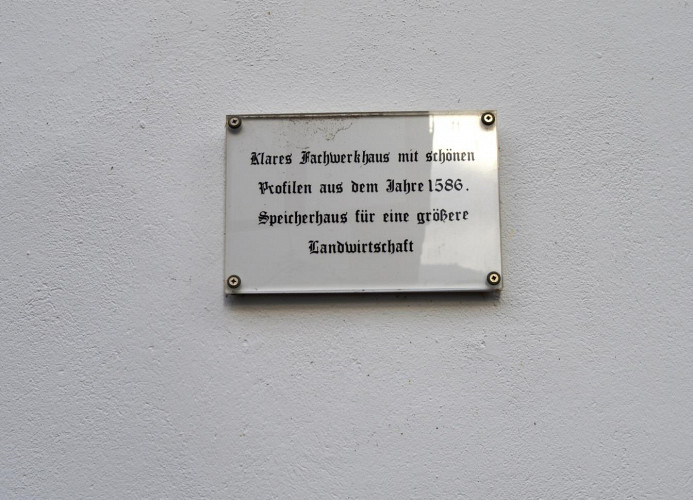 Klares Fachwerkhaus mit schönen
Profilen aus dem Jahre 1586.
Speicherhaus für eine größere
Landwirtschaft